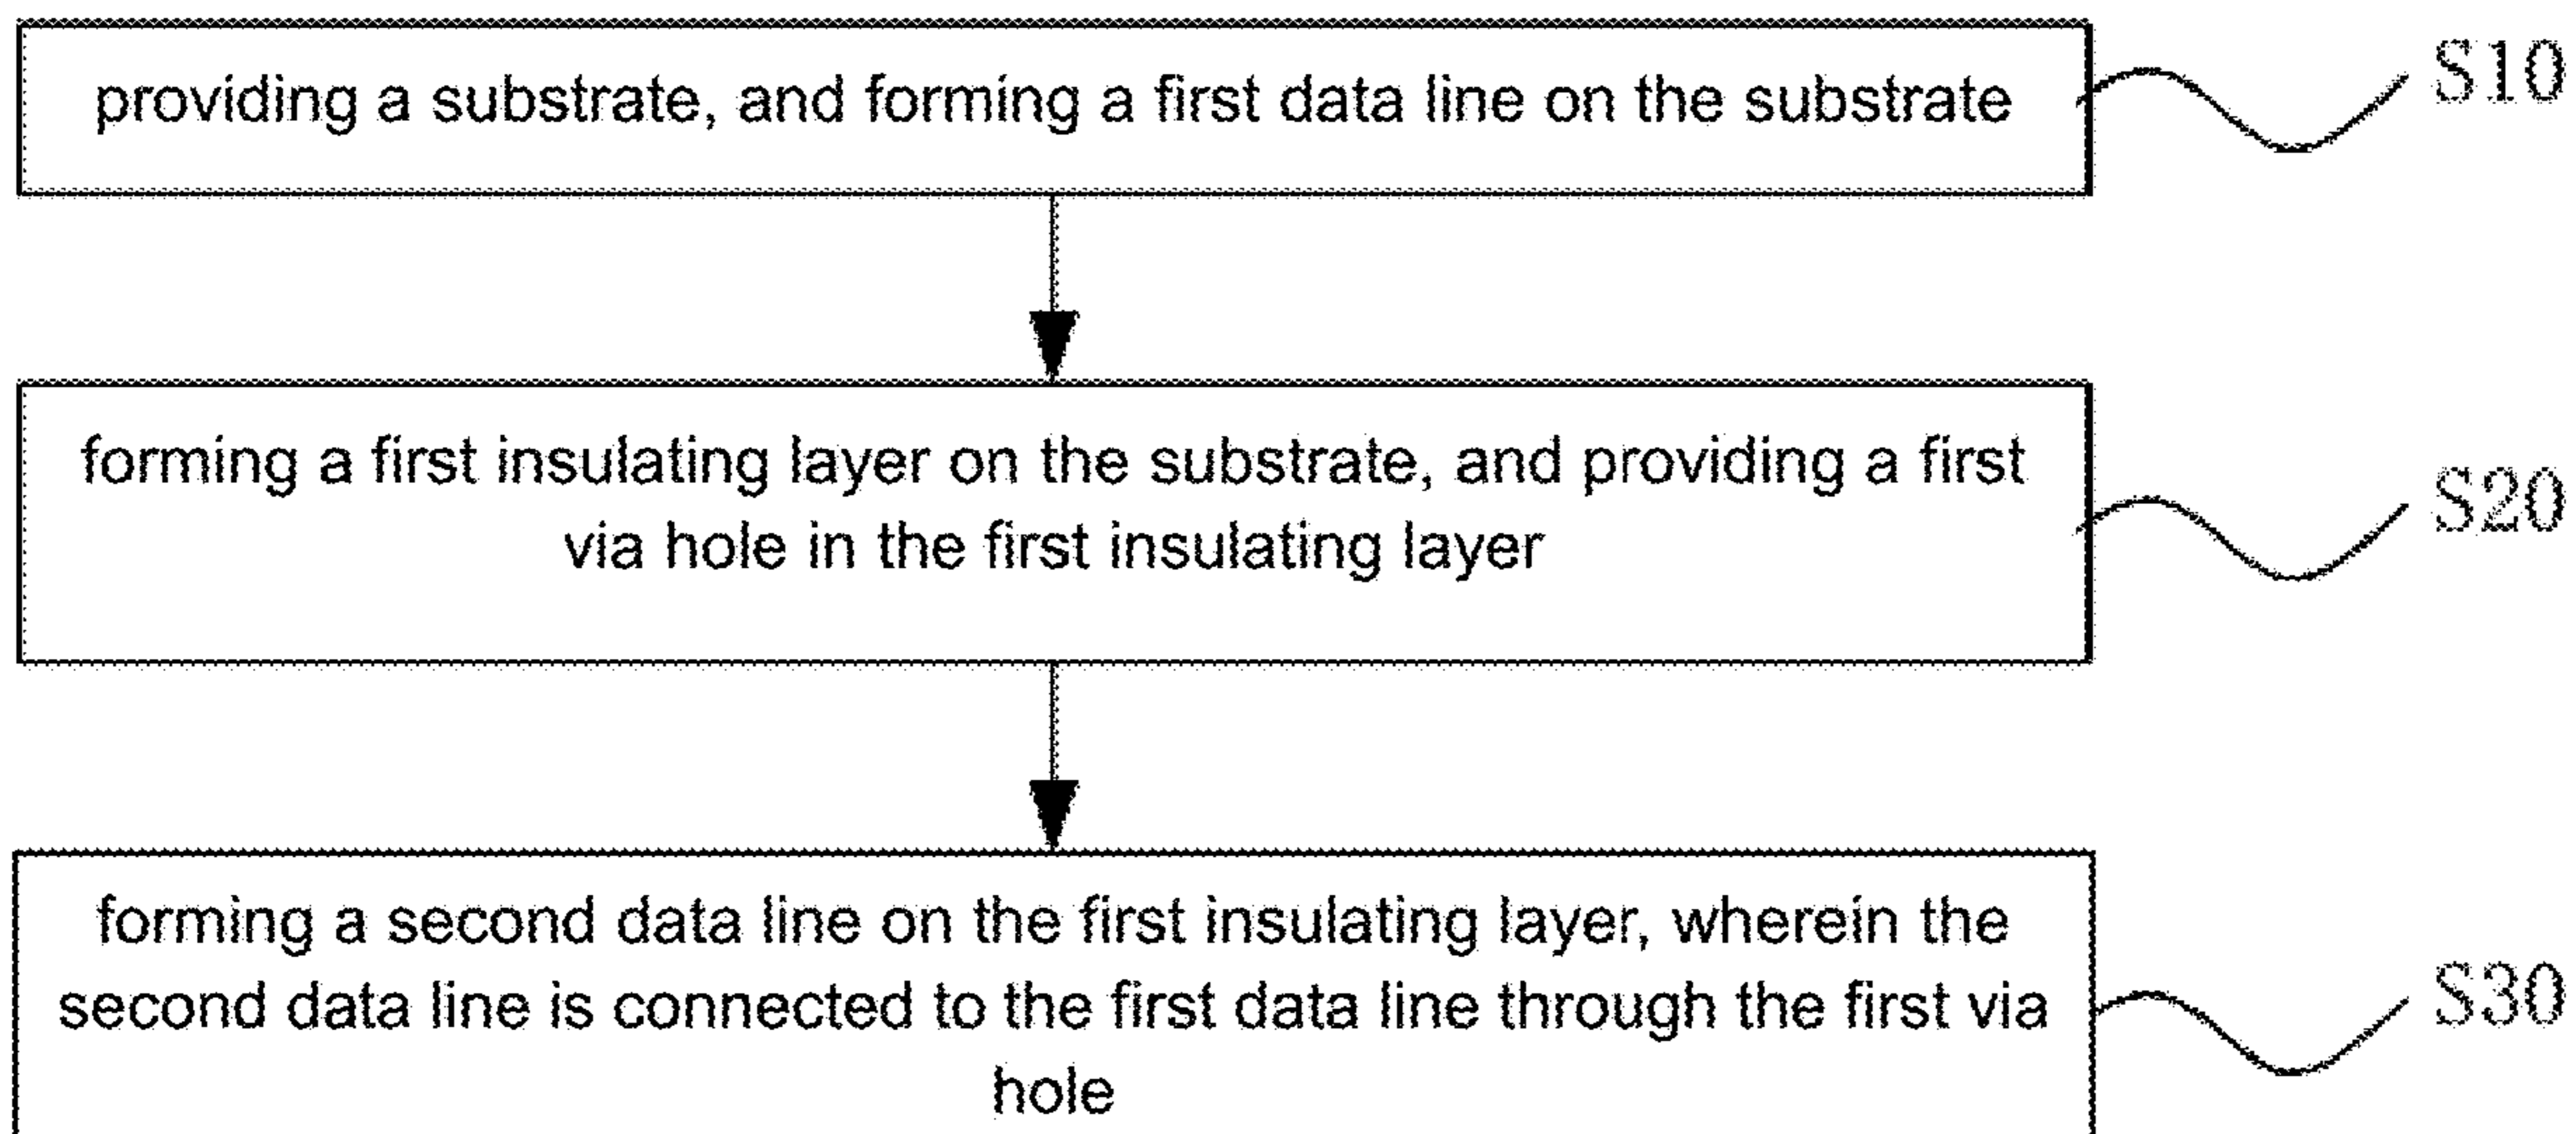 providing a substrate, and forming a first data line on the substrate
S10
forming a first insulating layer on the substrate, and providing a first
via hole in the first insulating layer
S20
forming a second data line on the first insulating layer, wherein the
second data line is connected to the first data line through the first via
hole
S30